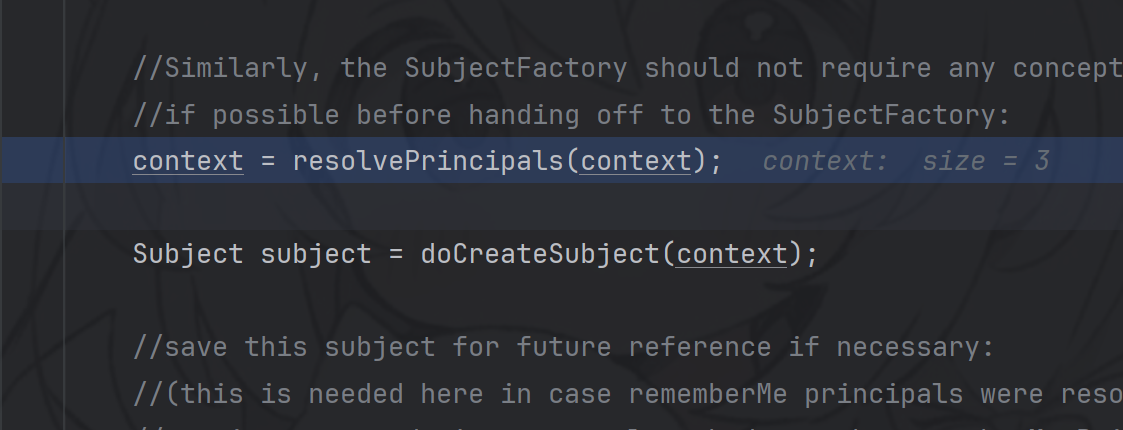 //Similarly, the SubjectFactory should not require any concept
//if possible before handing off to the SubjectFactory:
context = resolvePrincipals(context); context: size = 3
Subject subject = doCreateSubject(context);
//save this subject for future reference if necessary:
//(this is needed here in case rememberMe principals were reso